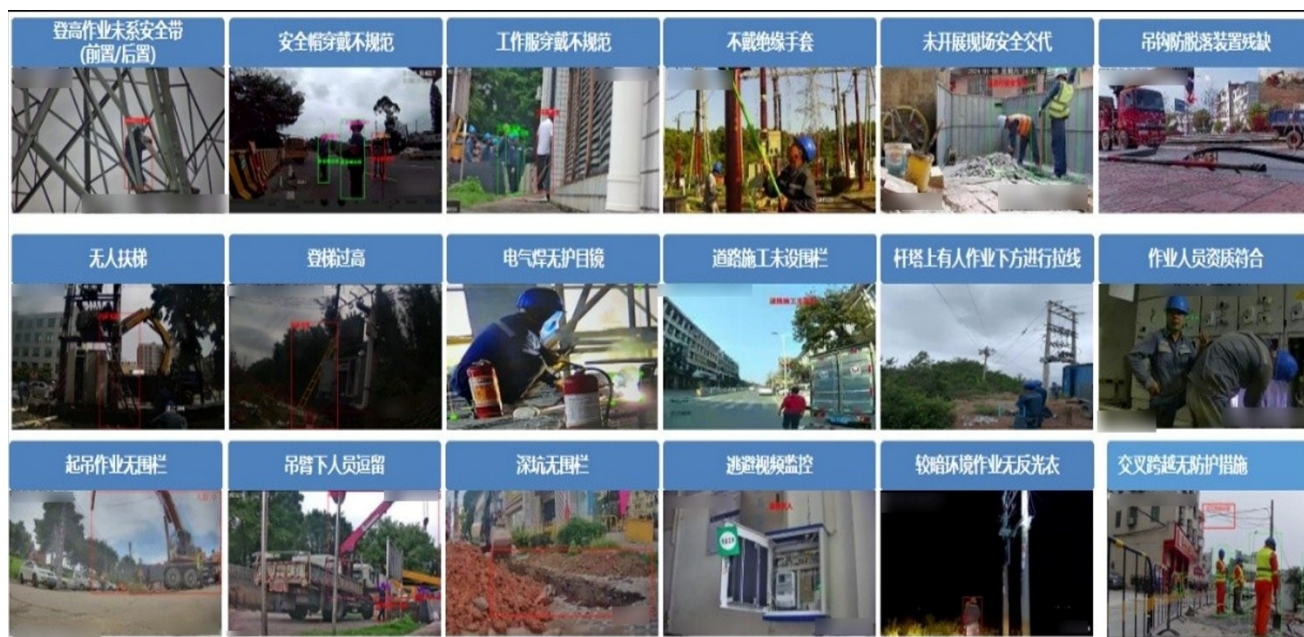 登高作业未系安全带
(前置/后置)
安全帽穿戴不规范
工作服穿戴不规范
不戴绝缘手套
未开展现场安全交代
吊钩防脱落装置残缺
无人扶梯
登梯过高
电气焊无护目镜
道路施工未设围栏
杆塔上有人作业下方进行拉线
作业人员资质符合
起吊作业无围栏
吊臂下人员逗留
深坑无围栏
逃避视频监控
较暗环境作业无反光衣
交叉跨越无防护措施